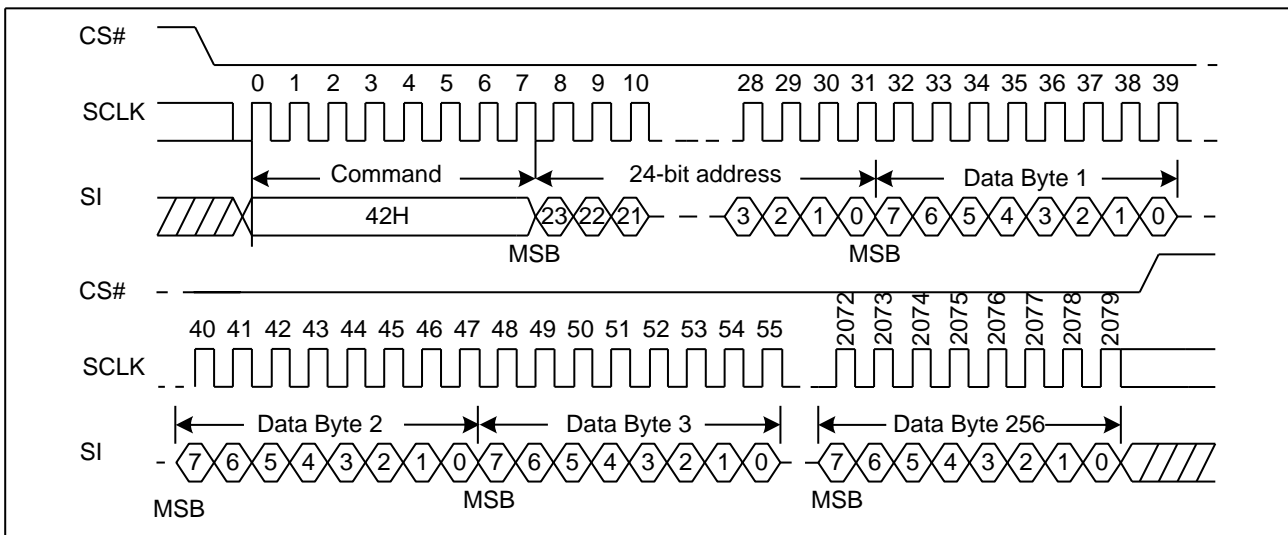 CS#
0 1 2 3 4 5 6 7 8 9 10 28 29 30 31 32 33 34 35 36 37 38 39
SCLK
Command 24-bit address Data Byte 1
SI
42H 23 22 21 3 2 1 0 7 6 5 4 3 2 1 0
MSB MSB
CS#
40 41 42 43 44 45 46 47 48 49 50 51 52 53 54 55 2072 2073 2074 2075 2076 2077 2078 2079
SCLK
Data Byte 2 Data Byte 3 Data Byte 256
SI
7 6 5 4 3 2 1 0 7 6 5 4 3 2 1 0 7 6 5 4 3 2 1 0
MSB MSB MSB